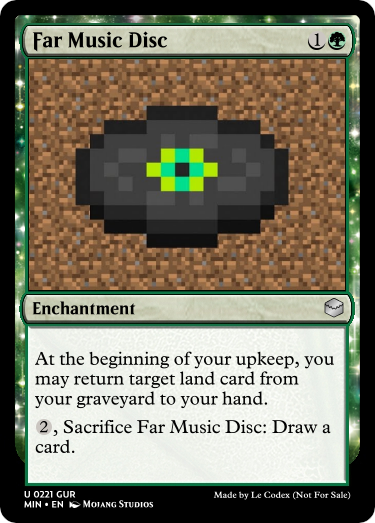 Far Music Disc 1
Enchantment
At the beginning of your upkeep, you
may return target land card from
your graveyard to your hand.
2, Sacrifice Far Music Disc: Draw a
card.
U 0221 GUR
MIN • EN Mojang Studios
Made by Le Codex (Not For Sale)